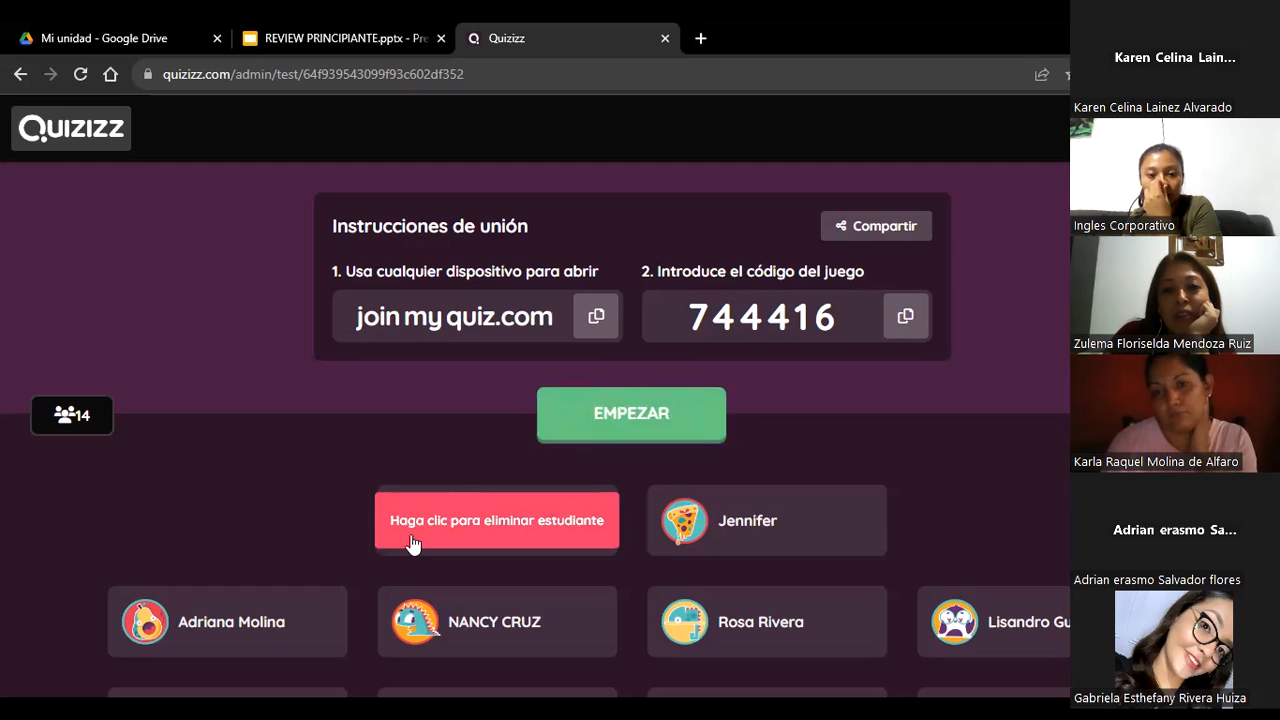 Mi unidad - Google Drive
REVIEW PRINCIPIANTE.pptx - Pre
Quizizz
quizizz.com/admin/test/64f939543099f93c602df352
Quizizz
Instrucciones de unión
Compartir
1. Usa cualquier dispositivo para abrir
2. Introduce el código del juego
joinmyquiz.com
744416
14
EMPEZAR
Haga clic para eliminar estudiante
Jennifer
Adriana Molina
NANCY CRUZ
Rosa Rivera
Lisandro Gu
Karen Celina Lain...
Karen Celina Lainez Alvarado
Ingles Corporativo
Zulema Floriselda Mendoza Ruiz
Karla Raquel Molina de Alfaro
Adrian erasmo Sa...
Adrian erasmo Salvador flores
Gabriela Esthefany Rivera Huiza